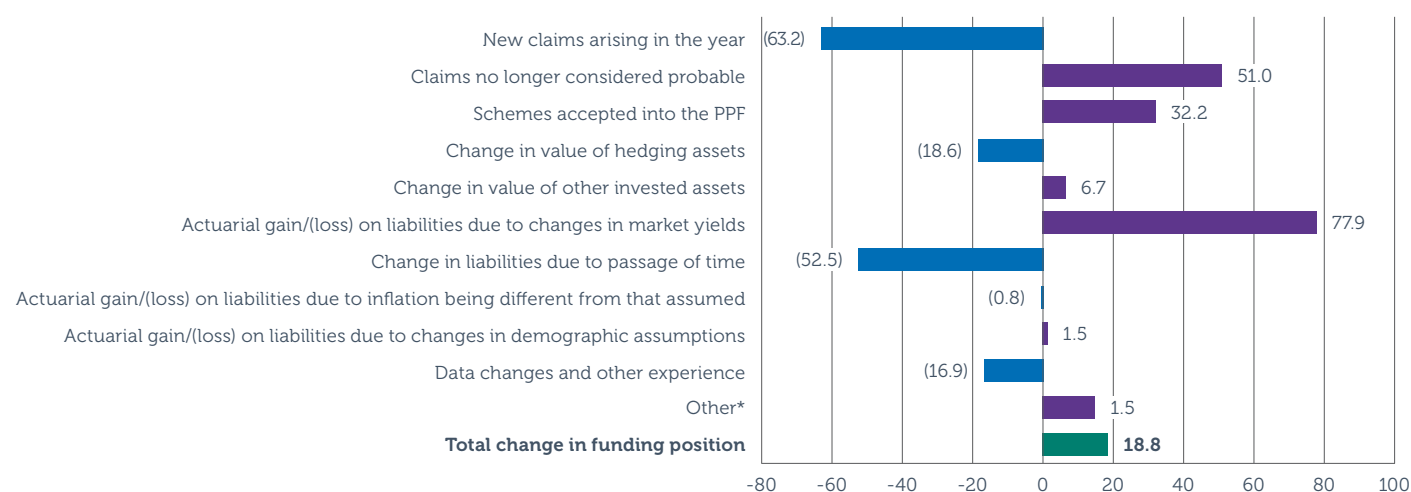 New claims arising in the year (63.2)
Claims no longer considered probable 51.0
Schemes accepted into the PPF 32.2
Change in value of hedging assets (18.6)
Change in value of other invested assets 6.7
Actuarial gain/(loss) on liabilities due to changes in market yields 77.9
Change in liabilities due to passage of time (52.5)
Actuarial gain/(loss) on liabilities due to inflation being different from that assumed (0.8)
Actuarial gain/(loss) on liabilities due to changes in demographic assumptions 1.5
Data changes and other experience (16.9)
Other* 1.5
Total change in funding position 18.8
-80 -60 -40 -20 0 20 40 60 80 100